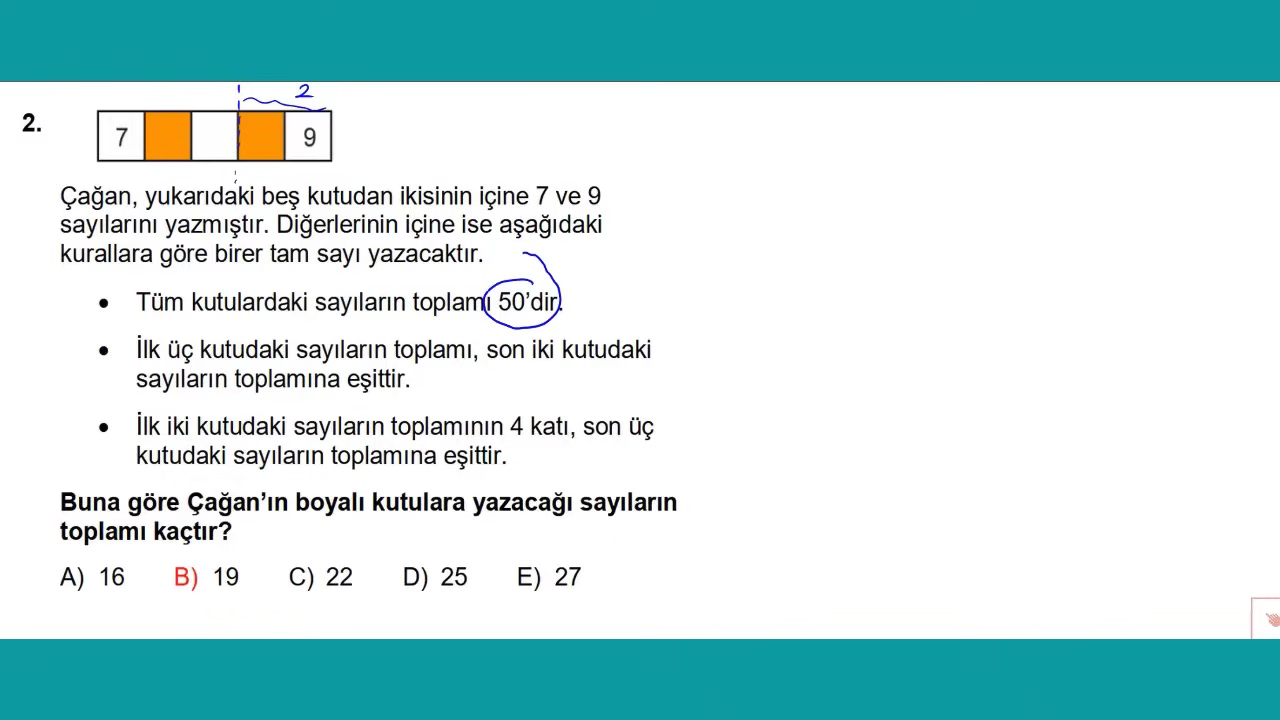 2
2.
7 9
Çağan, yukarıdaki beş kutudan ikisinin içine 7 ve 9
sayılarını yazmıştır. Diğerlerinin içine ise aşağıdaki
kurallara göre birer tam sayı yazacaktır.
• Tüm kutulardaki sayıların toplamı 50'dir.
• İlk üç kutudaki sayıların toplamı, son iki kutudaki
sayıların toplamına eşittir.
• İlk iki kutudaki sayıların toplamının 4 katı, son üç
kutudaki sayıların toplamına eşittir.
Buna göre Çağan'ın boyalı kutulara yazacağı sayıların
toplamı kaçtır?
A) 16 B) 19 C) 22 D) 25 E) 27